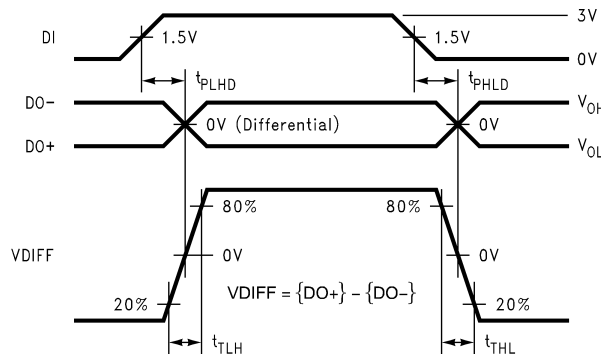 3V
DI
1.5V
1.5V
0V
tPLHD
tPHLD
DO-
VOH
0V (Differential)
0V
DO+
VOL
80%
80%
VDIFF
0V
0V
VDIFF = {DO+} - {DO-}
20%
20%
tTLH
tTHL